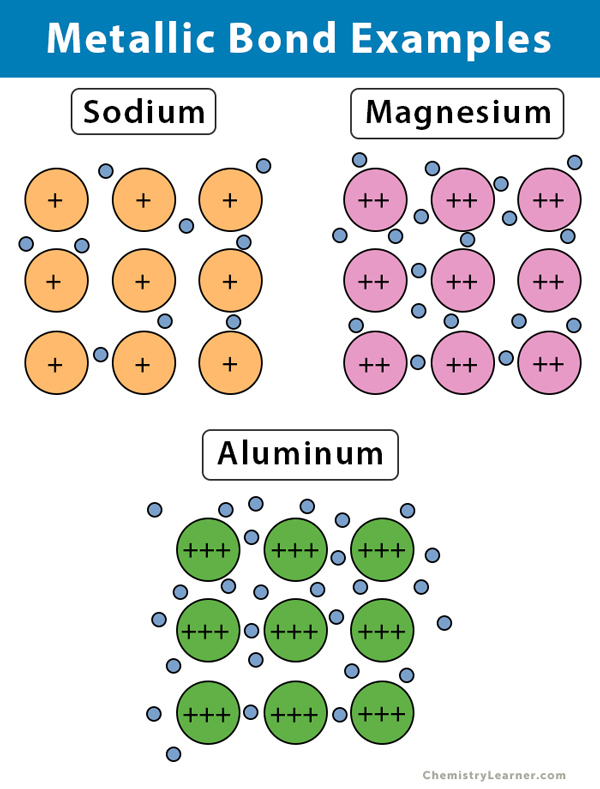 Metallic Bond Examples
Sodium
Magnesium
+ + +
++ ++ ++
+ + +
++ ++ ++
+ + +
++ ++ ++
Aluminum
+++ +++ +++
+++ +++ +++
+++ +++ +++
ChemistryLearner.com